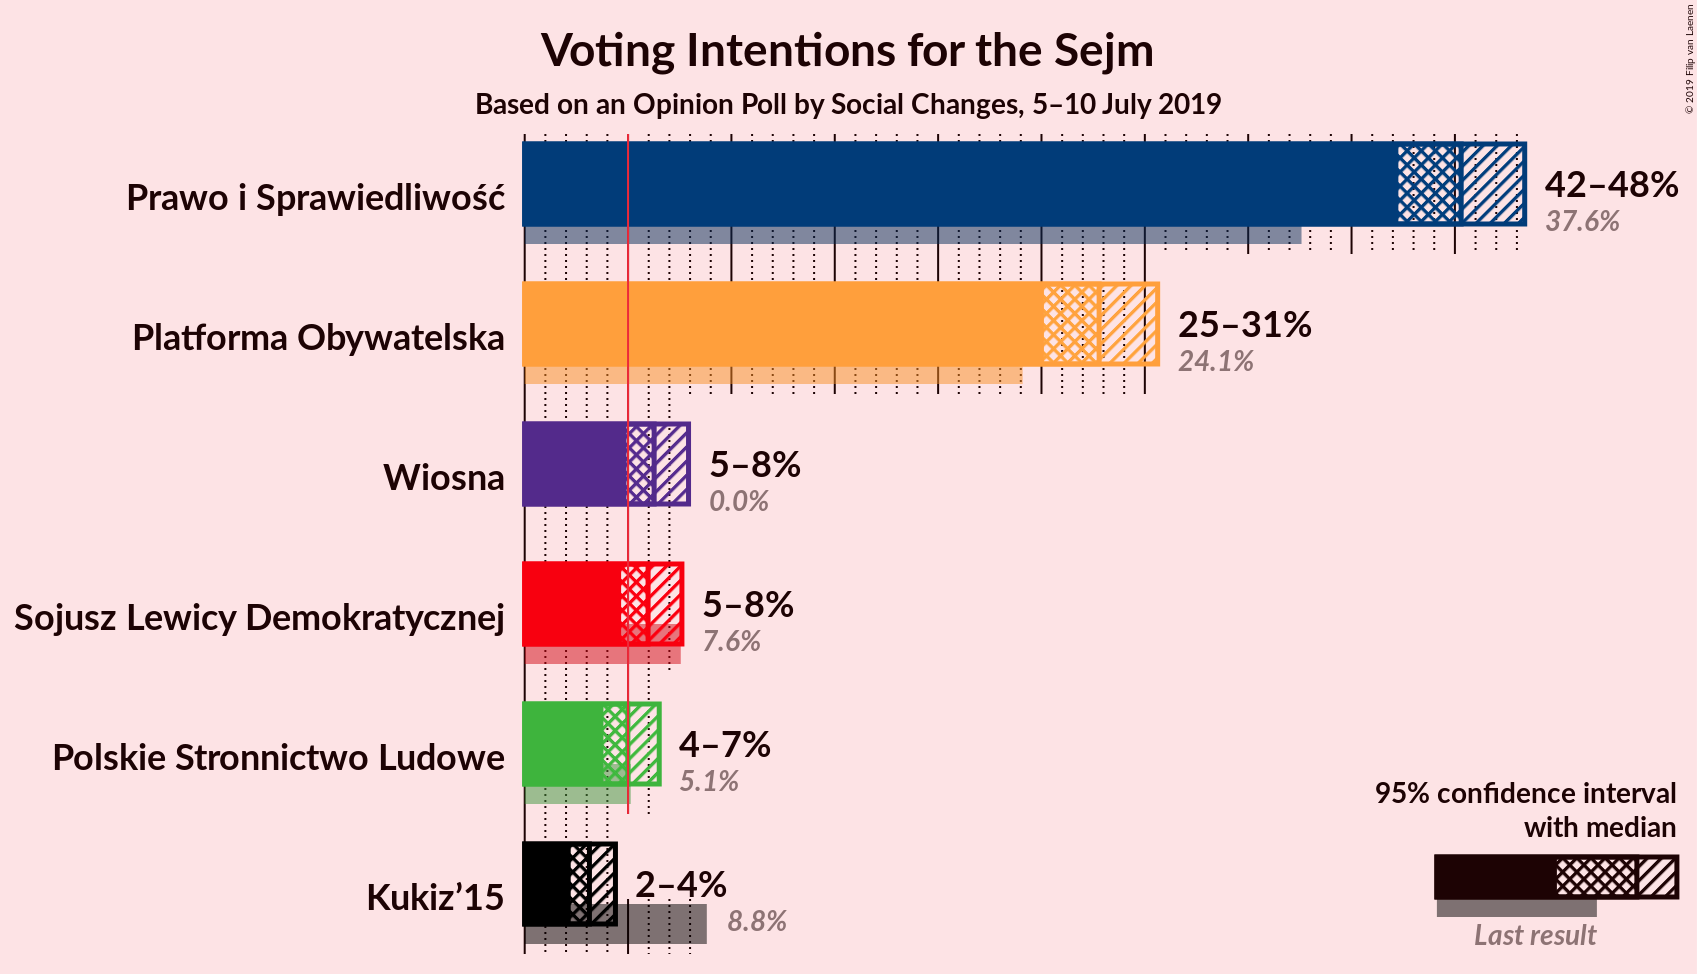 Voting Intentions for the Sejm
Based on an Opinion Poll by Social Changes, 5–10 July 2019
© 2019 Filip van Laenen
Prawo i Sprawiedliwość
42–48%
37.6%
Platforma Obywatelska
25–31%
24.1%
Wiosna
5–8%
0.0%
Sojusz Lewicy Demokratycznej
5–8%
7.6%
Polskie Stronnictwo Ludowe
4–7%
5.1%
Kukiz’15
2–4%
8.8%
95% confidence interval
with median
Last result